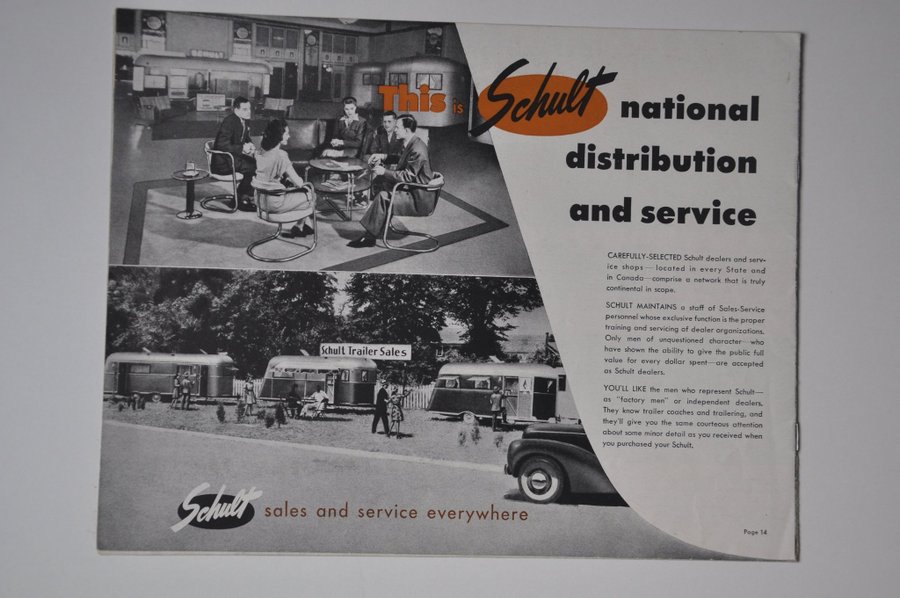 This is Schult national
distribution
and service
CAREFULLY-SELECTED Schult dealers and serv-
ice shops—located in every State and
in Canada—comprise a network that is truly
continental in scope.
SCHULT MAINTAINS a staff of Sales-Service
personnel whose exclusive function is the proper
training and servicing of dealer organizations.
Only men of unquestioned character—who
have shown the ability to give the public full
value for every dollar spent—are accepted
as Schult dealers.
YOU'LL LIKE the men who represent Schult—
as "factory men" or independent dealers.
They know trailer coaches and trailering, and
they'll give you the same courteous attention
about some minor detail as you received when
you purchased your Schult.
Schult Trailer Sales
Schult sales and service everywhere
Page 14